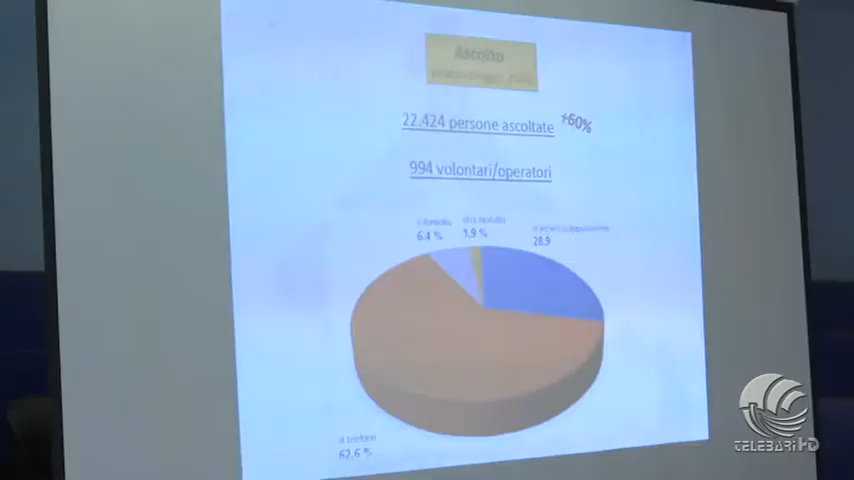 Ascolto
22.424 persone ascoltate +60%
994 volontari/operatori
a domicilio
6.4 %
altra modalità
1,9 %
28,9
al telefono
62,6 %
TELEBARI HD